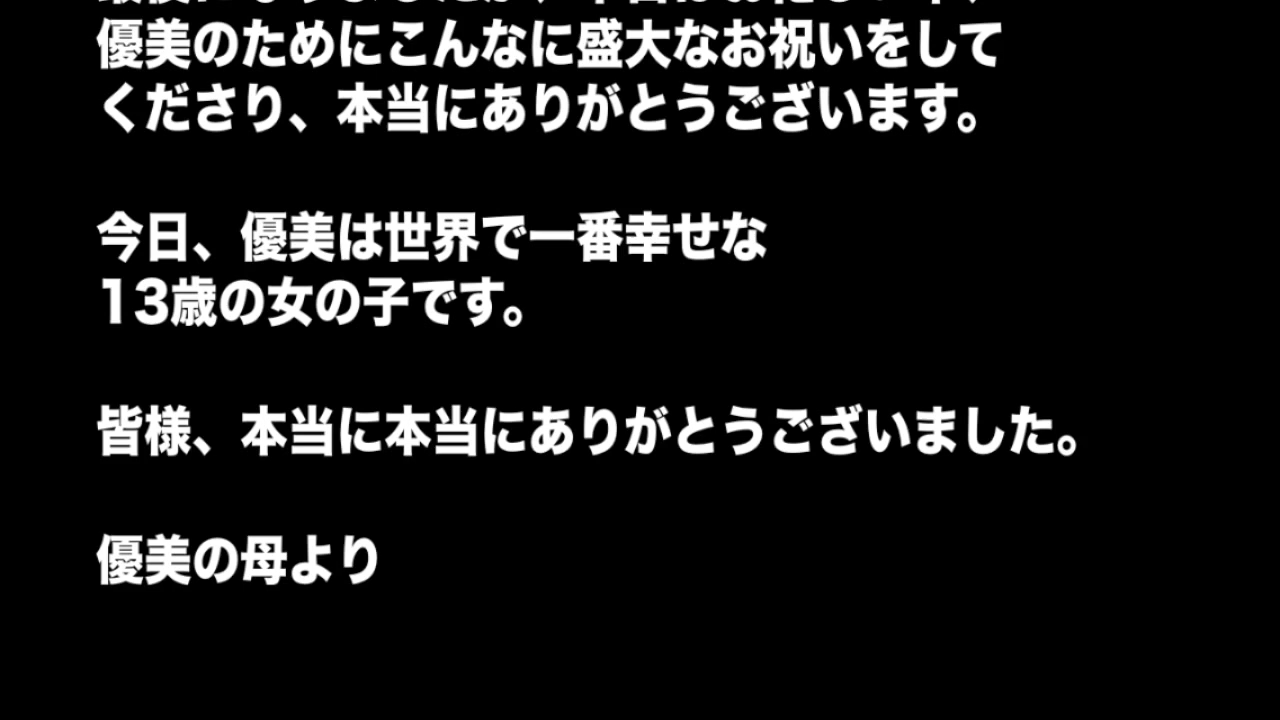 優美のためにこんなに盛大なお祝いをして
くださり、本当にありがとうございます。
今日、優美は世界で一番幸せな
13歳の女の子です。
皆様、本当に本当にありがとうございました。
優美の母より